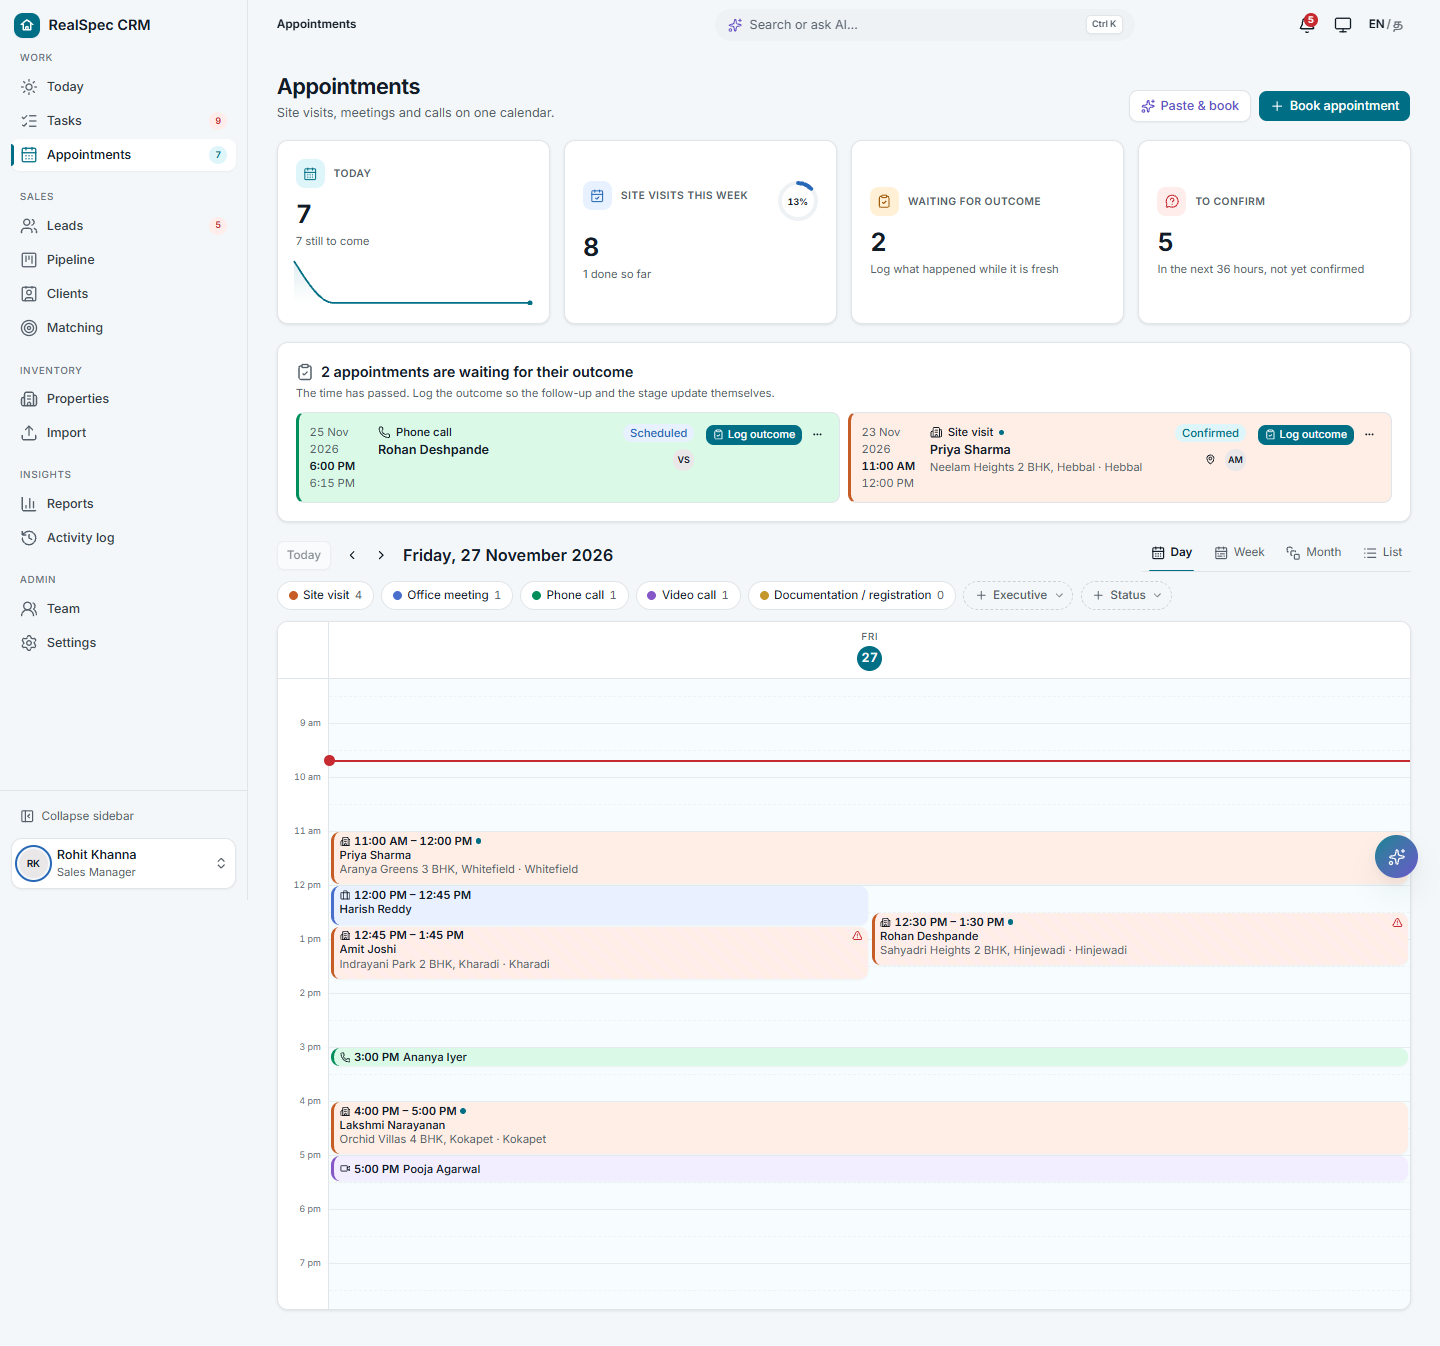 RealSpec CRM
WORK
Today
Tasks 9
Appointments 7
SALES
Leads 5
Pipeline
Clients
Matching
INVENTORY
Properties
Import
INSIGHTS
Reports
Activity log
ADMIN
Team
Settings
Collapse sidebar
RK
Rohit Khanna
Sales Manager
Appointments
Search or ask AI...
Ctrl K
5
EN / த
Appointments
Site visits, meetings and calls on one calendar.
Paste & book
Book appointment
TODAY
7
7 still to come
SITE VISITS THIS WEEK
13%
8
1 done so far
WAITING FOR OUTCOME
2
Log what happened while it is fresh
TO CONFIRM
5
In the next 36 hours, not yet confirmed
2 appointments are waiting for their outcome
The time has passed. Log the outcome so the follow-up and the stage update themselves.
25 Nov
2026
6:00 PM
6:15 PM
Phone call
Rohan Deshpande
Scheduled
VS
Log outcome
23 Nov
2026
11:00 AM
12:00 PM
Site visit
Priya Sharma
Neelam Heights 2 BHK, Hebbal · Hebbal
Confirmed
AM
Log outcome
Today
Friday, 27 November 2026
Day
Week
Month
List
Site visit 4
Office meeting 1
Phone call 1
Video call 1
Documentation / registration 0
Executive
Status
FRI
27
9 am
10 am
11 am
11:00 AM – 12:00 PM
Priya Sharma
Aranya Greens 3 BHK, Whitefield · Whitefield
12 pm
12:00 PM – 12:45 PM
Harish Reddy
12:30 PM – 1:30 PM
Rohan Deshpande
Sahyadri Heights 2 BHK, Hinjewadi · Hinjewadi
1 pm
12:45 PM – 1:45 PM
Amit Joshi
Indrayani Park 2 BHK, Kharadi · Kharadi
2 pm
3 pm
3:00 PM Ananya Iyer
4 pm
4:00 PM – 5:00 PM
Lakshmi Narayanan
Orchid Villas 4 BHK, Kokapet · Kokapet
5 pm
5:00 PM Pooja Agarwal
6 pm
7 pm